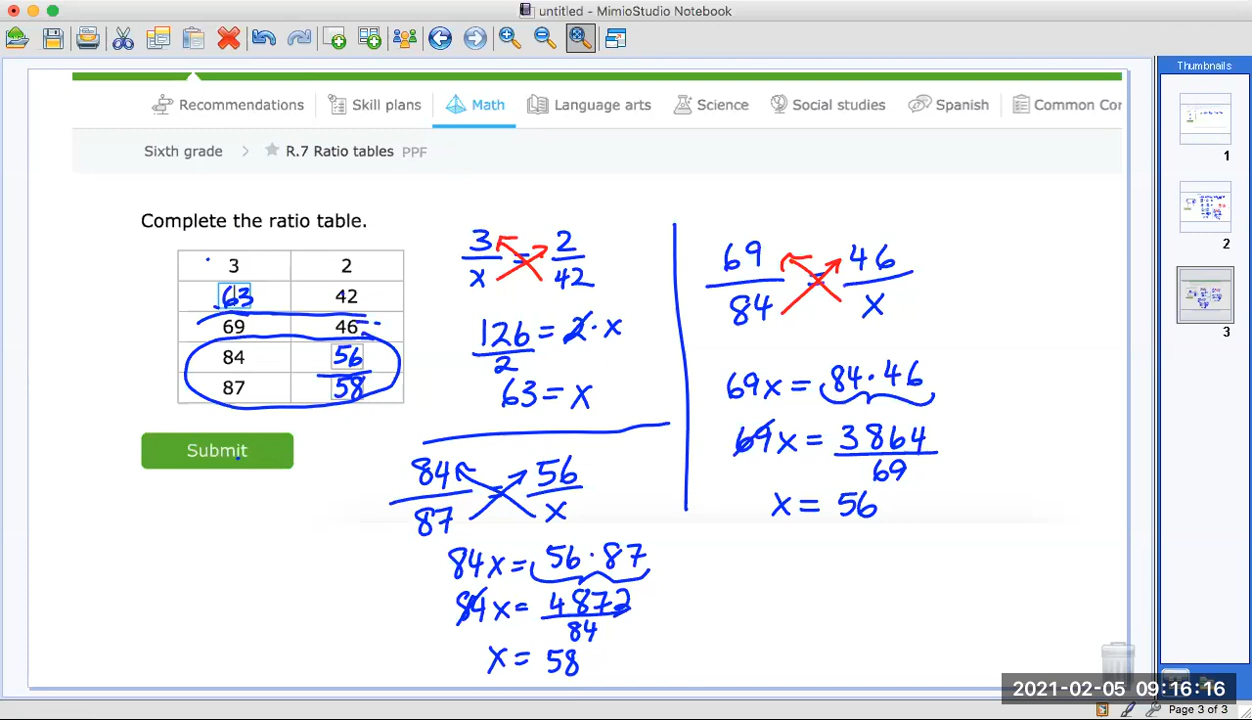 untitled - MimioStudio Notebook
Thumbnails
Recommendations Skill plans Math Language arts Science Social studies Spanish Common Cor
Sixth grade > R.7 Ratio tables PPF
Complete the ratio table.
3 2
63 42
69 46
84 56
87 58
Submit
3/x = 2/42
126/2 = 2·x
63 = x
84/87 = 56/x
84x = 56·87
84x = 4872/84
x = 58
69/84 = 46/x
69x = 84·46
69x = 3864/69
x = 56
1
2
3
2021-02-05 09:16:16
Page 3 of 3